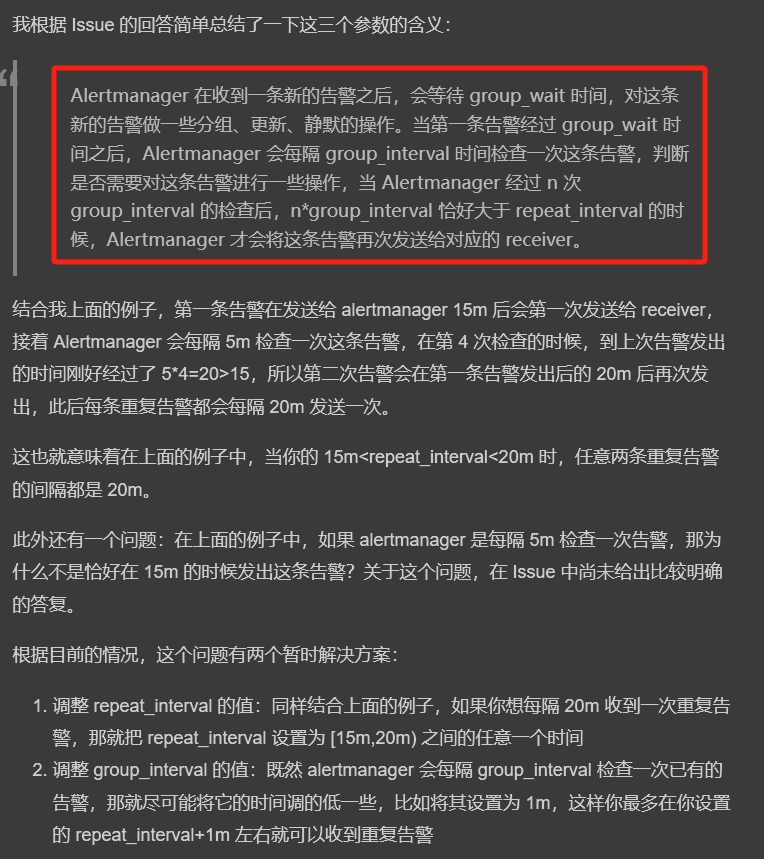 我根据 Issue 的回答简单总结了一下这三个参数的含义：
Alertmanager 在收到一条新的告警之后，会等待 group_wait 时间，对这条
新的告警做一些分组、更新、静默的操作。当第一条告警经过 group_wait 时
间之后，Alertmanager 会每隔 group_interval 时间检查一次这条告警，判断
是否需要对这条告警进行一些操作，当 Alertmanager 经过 n 次
group_interval 的检查后，n*group_interval 恰好大于 repeat_interval 的时
候，Alertmanager 才会将这条告警再次发送给对应的 receiver。
结合我上面的例子，第一条告警在发送给 alertmanager 15m 后会第一次发送给 receiver，
接着 Alertmanager 会每隔 5m 检查一次这条告警，在第 4 次检查的时候，到上次告警发出
的时间刚好经过了 5*4=20>15，所以第二次告警会在第一条告警发出后的 20m 后再次发
出，此后每条重复告警都会每隔 20m 发送一次。
这也就意味着在上面的例子中，当你的 15m<repeat_interval<20m 时，任意两条重复告警
的间隔都是 20m。
此外还有一个问题：在上面的例子中，如果 alertmanager 是每隔 5m 检查一次告警，那为
什么不是恰好在 15m 的时候发出这条告警？关于这个问题，在 Issue 中尚未给出比较明确
的答复。
根据目前的情况，这个问题有两个暂时解决方案：
1. 调整 repeat_interval 的值：同样结合上面的例子，如果你想每隔 20m 收到一次重复告
警，那就把 repeat_interval 设置为 [15m,20m) 之间的任意一个时间
2. 调整 group_interval 的值：既然 alertmanager 会每隔 group_interval 检查一次已有的
告警，那就尽可能将它的时间调的低一些，比如将其设置为 1m，这样你最多在你设置
的 repeat_interval+1m 左右就可以收到重复告警